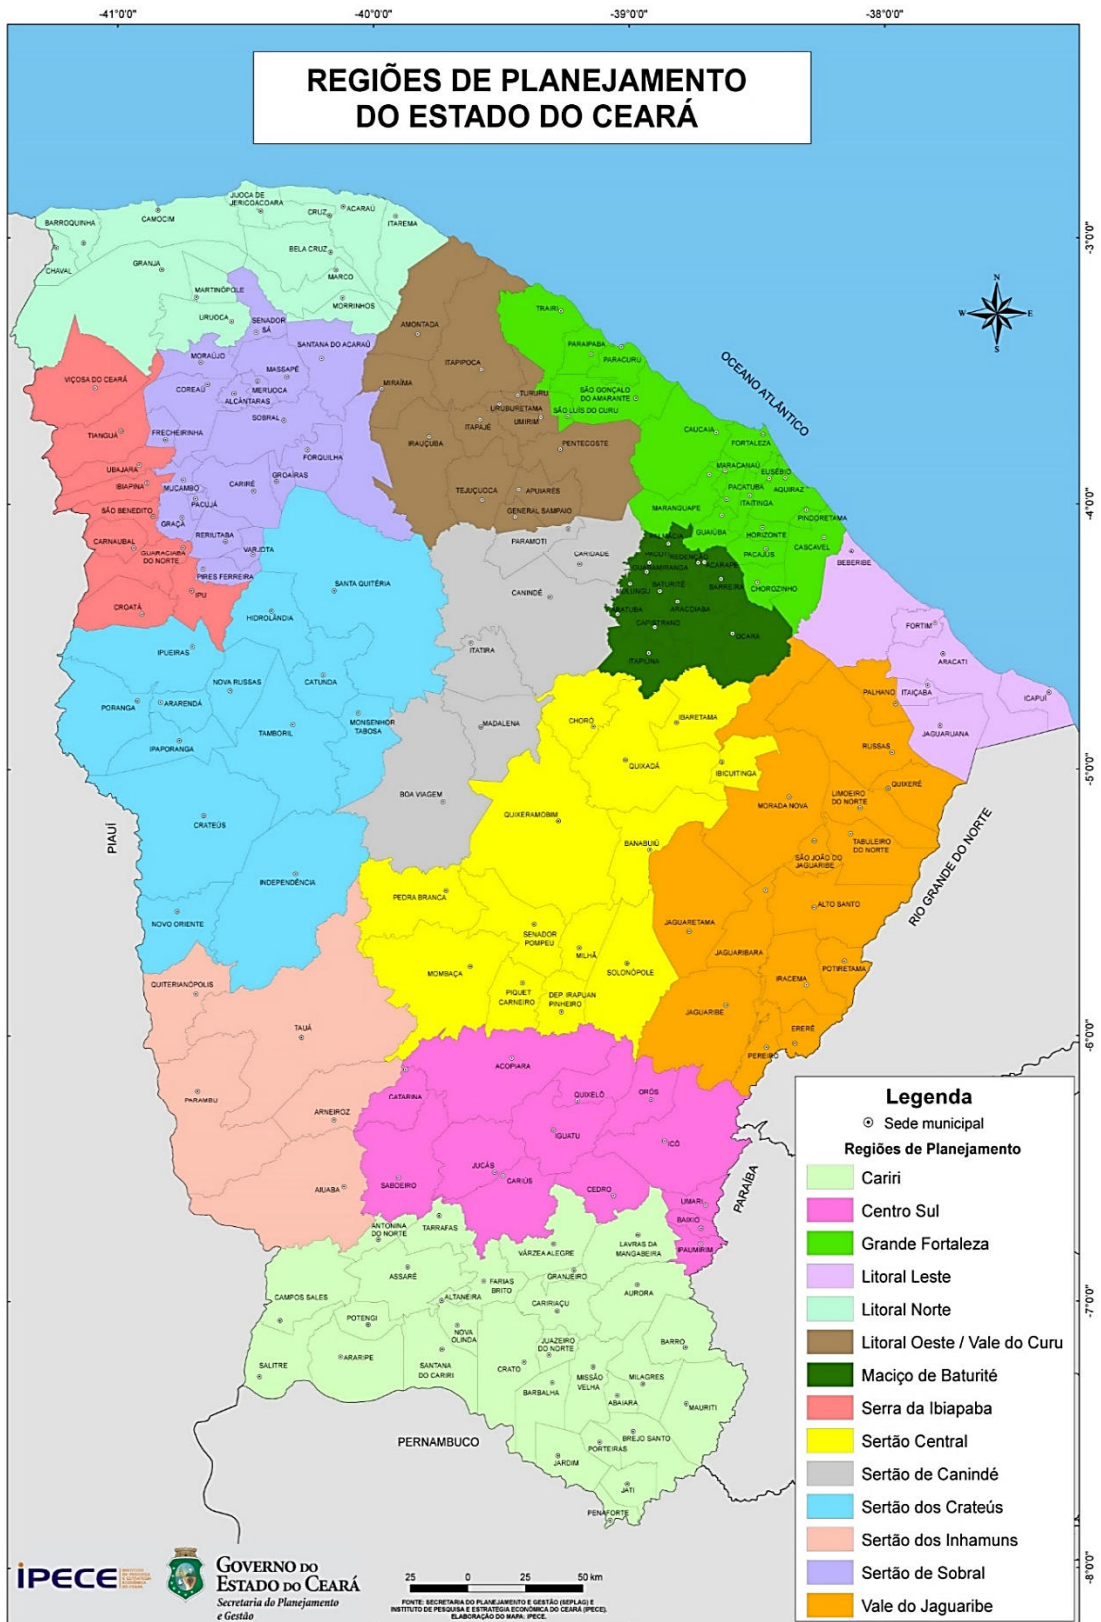 -41°0'0"
-40°0'0"
-39°0'0"
-38°0'0"
REGIÕES DE PLANEJAMENTO
DO ESTADO DO CEARÁ
JIJOCA DE
JERICOACOARA
CRUZ
ACARAÚ
ITAREMA
CAMOCIM
BARROQUINHA
CHAVAL
GRANJA
BELA CRUZ
MARCO
MARTINÓPOLE
MORRINHOS
URUOCA
-3°0'0"
N
W
E
S
SENADOR
SÁ
SANTANA DO ACARAÚ
MORAÚJO
MASSAPÊ
COREAÚ
MERUOCA
ALCÂNTARAS
SOBRAL
FRECHEIRINHA
FORQUILHA
GROAÍRAS
MUCAMBO
CARIRÉ
PACUJÁ
GRAÇA
RERIUTABA
VARJOTA
PIRES FERREIRA
VIÇOSA DO CEARÁ
TIANGUÁ
UBAJARA
IBIAPINA
SÃO BENEDITO
CARNAUBAL
GUARACIABA
DO NORTE
IPU
CROATÁ
AMONTADA
ITAPIPOCA
MIRAÍMA
TURURU
URUBURETAMA
UMIRIM
ITAPAJÉ
IRAUÇUBA
PENTECOSTE
TEJUÇUOCA
APUIARÉS
GENERAL SAMPAIO
TRAIRI
PARAIPABA
PARACURU
SÃO GONÇALO
DO AMARANTE
SÃO LUÍS DO CURU
OCEANO ATLÂNTICO
CAUCAIA
FORTALEZA
MARACANAÚ
EUSÉBIO
PACATUBA
AQUIRAZ
ITAITINGA
MARANGUAPE
PINDORETAMA
GUAIÚBA
HORIZONTE
CASCAVEL
PACAJUS
CHOROZINHO
-4°0'0"
PALMÁCIA
PACOTI
REDENÇÃO
ACARAPE
GUARAMIRANGA
BATURITÉ
BARREIRA
MULUNGU
ARATUBA
ARACOIABA
CAPISTRANO
OCARA
ITAPIÚNA
BEBERIBE
FORTIM
ARACATI
ITAIÇABA
ICAPUÍ
JAGUARUANA
PARAMOTI
CARIDADE
CANINDÉ
ITATIRA
MADALENA
BOA VIAGEM
SANTA QUITÉRIA
HIDROLÂNDIA
IPUEIRAS
NOVA RUSSAS
CATUNDA
PORANGA
ARARENDÁ
TAMBORIL
MONSENHOR
TABOSA
IPAPORANGA
CRATEÚS
INDEPENDÊNCIA
NOVO ORIENTE
PIAUÍ
CHORÓ
IBARETAMA
QUIXADÁ
IBICUITINGA
QUIXERAMOBIM
BANABUIÚ
PEDRA BRANCA
SENADOR
POMPEU
MILHÃ
SOLONÓPOLE
MOMBAÇA
PIQUET
CARNEIRO
DEP. IRAPUAN
PINHEIRO
PALHANO
RUSSAS
-5°0'0"
QUIXERÉ
MORADA NOVA
LIMOEIRO
DO NORTE
TABULEIRO
DO NORTE
SÃO JOÃO DO
JAGUARIBE
ALTO SANTO
RIO GRANDE DO NORTE
JAGUARETAMA
JAGUARIBARA
POTIRETAMA
IRACEMA
JAGUARIBE
ERERÊ
PEREIRO
-6°0'0"
QUITERIANÓPOLIS
TAUÁ
PARAMBU
ARNEIROZ
AIUABA
ACOPIARA
CATARINA
QUIXELÔ
ORÓS
IGUATU
ICÓ
JUCÁS
CARIÚS
SABOEIRO
CEDRO
UMARI
BAIXIO
IPAUMIRIM
PARAÍBA
ANTONINA
DO NORTE
TARRAFAS
VÁRZEA ALEGRE
LAVRAS DA
MANGABEIRA
ASSARÉ
GRANJEIRO
FARIAS
BRITO
AURORA
CAMPOS SALES
ALTANEIRA
CARIRIAÇU
POTENGI
NOVA
OLINDA
JUAZEIRO
DO NORTE
BARRO
SALITRE
ARARIPE
SANTANA
DO CARIRI
CRATO
MISSÃO
VELHA
MILAGRES
BARBALHA
ABAIARA
MAURITI
BREJO SANTO
PORTEIRAS
JARDIM
JATI
PENAFORTE
PERNAMBUCO
-7°0'0"
-8°0'0"
Legenda
Sede municipal
Regiões de Planejamento
Cariri
Centro Sul
Grande Fortaleza
Litoral Leste
Litoral Norte
Litoral Oeste / Vale do Curu
Maciço de Baturité
Serra da Ibiapaba
Sertão Central
Sertão de Canindé
Sertão dos Crateús
Sertão dos Inhamuns
Sertão de Sobral
Vale do Jaguaribe
iPECE
INSTITUTO
DE PESQUISA
E ESTRATÉGIA
ECONÔMICA
DO CEARÁ
GOVERNO DO
ESTADO DO CEARÁ
Secretaria do Planejamento
e Gestão
25 0 25 50 km
FONTE: SECRETARIA DO PLANEJAMENTO E GESTÃO (SEPLAG) E
INSTITUTO DE PESQUISA E ESTRATÉGIA ECONÔMICA DO CEARÁ (IPECE).
ELABORAÇÃO DO MAPA: IPECE.